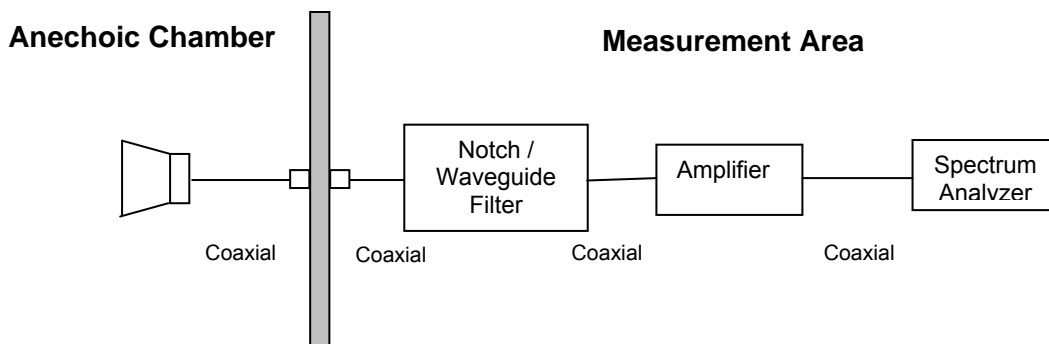 Anechoic Chamber
Measurement Area
Notch /
Waveguide
Filter
Amplifier
Spectrum
Analyzer
Coaxial
Coaxial
Coaxial
Coaxial